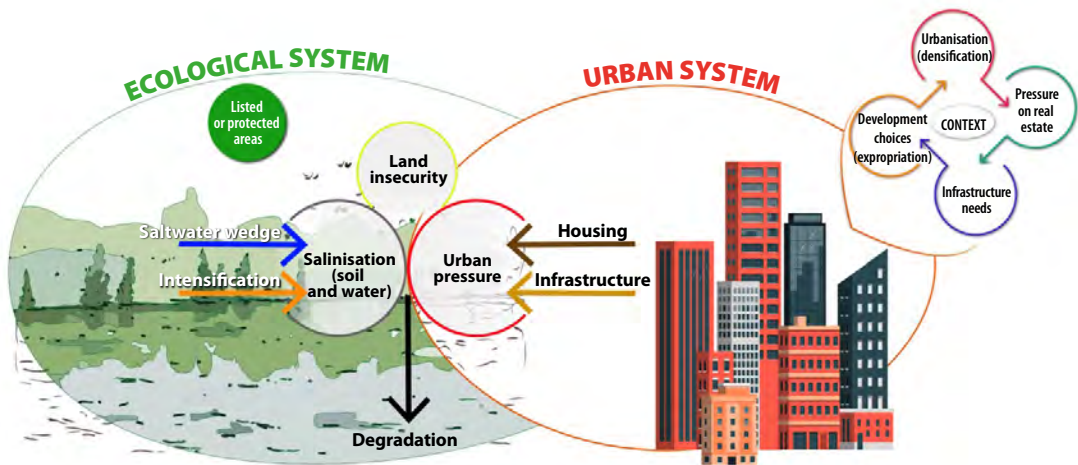 ECOLOGICAL SYSTEM
URBAN SYSTEM
Listed
or protected
areas
Land
insecurity
Saltwater wedge
Intensification
Salinisation
(soil
and water)
Urban
pressure
Housing
Infrastructure
Degradation
Urbanisation
(densification)
Pressure
on real
estate
Development
choices
(expropriation)
CONTEXT
Infrastructure
needs